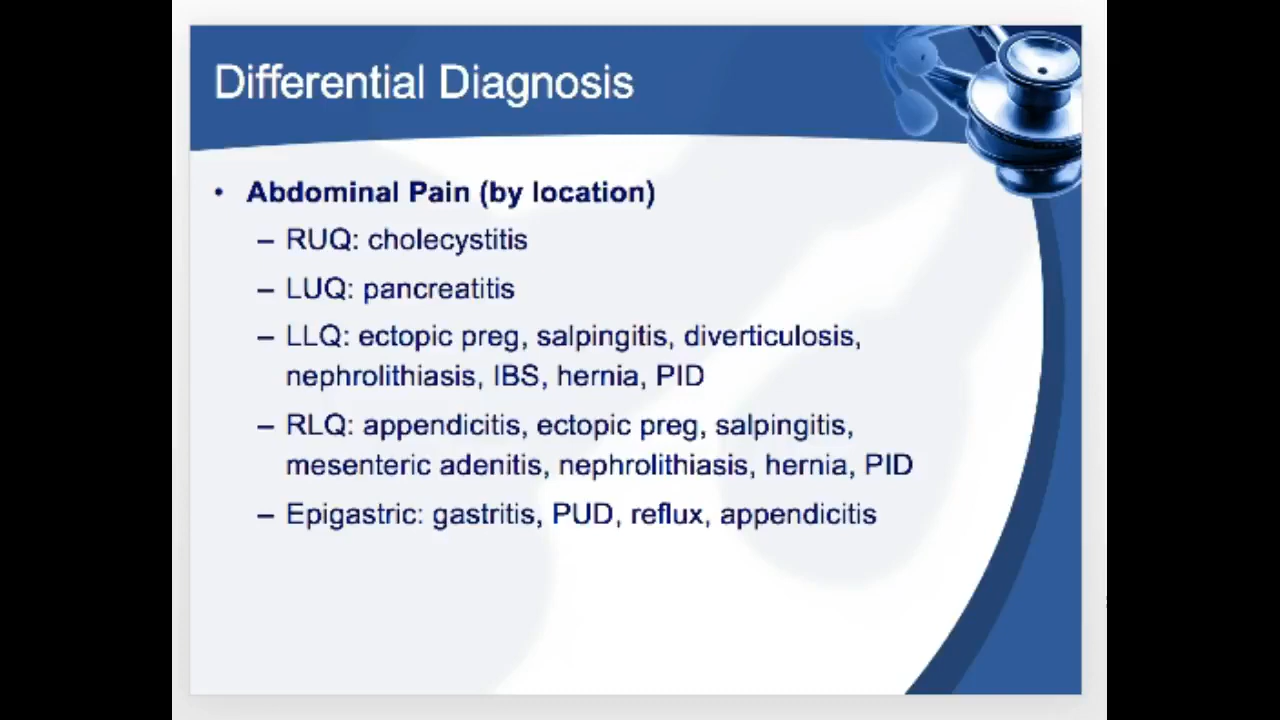 Differential Diagnosis
• Abdominal Pain (by location)
– RUQ: cholecystitis
– LUQ: pancreatitis
– LLQ: ectopic preg, salpingitis, diverticulosis,
nephrolithiasis, IBS, hernia, PID
– RLQ: appendicitis, ectopic preg, salpingitis,
mesenteric adenitis, nephrolithiasis, hernia, PID
– Epigastric: gastritis, PUD, reflux, appendicitis